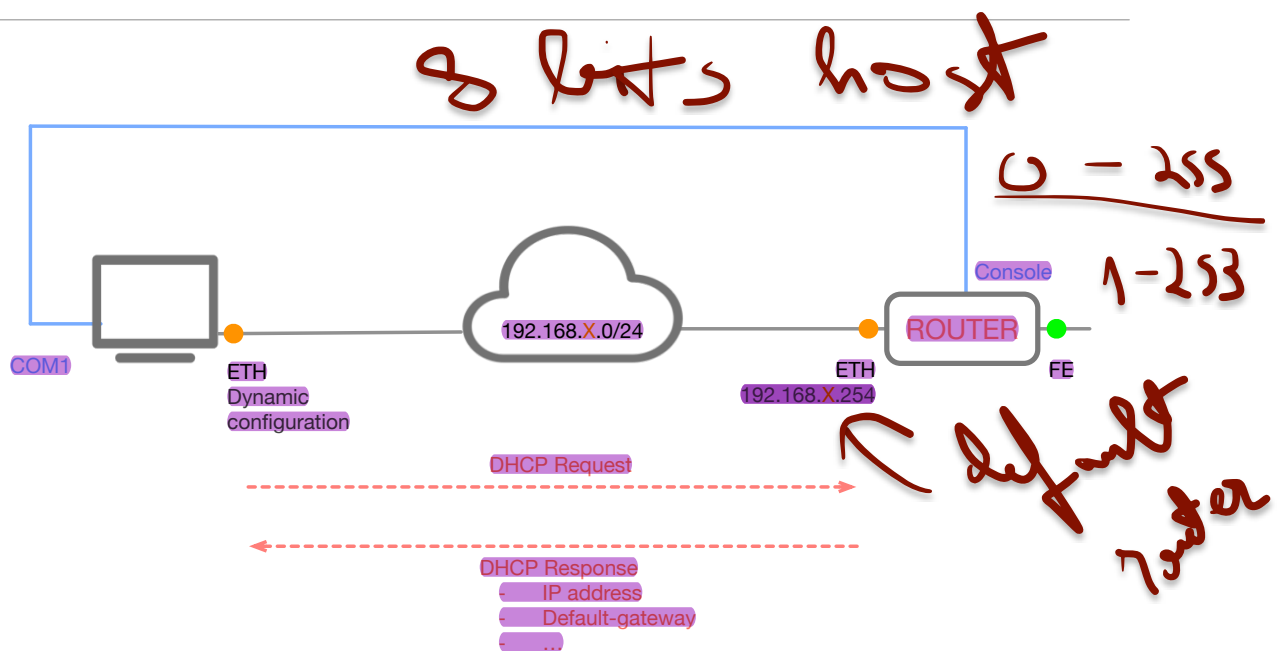 8 bits host
0 - 255
1-253
Console
192.168.X.0/24
ROUTER
COM1
ETH
Dynamic
configuration
ETH
192.168.X.254
FE
default
router
DHCP Request
DHCP Response
- IP address
- Default-gateway
- ...